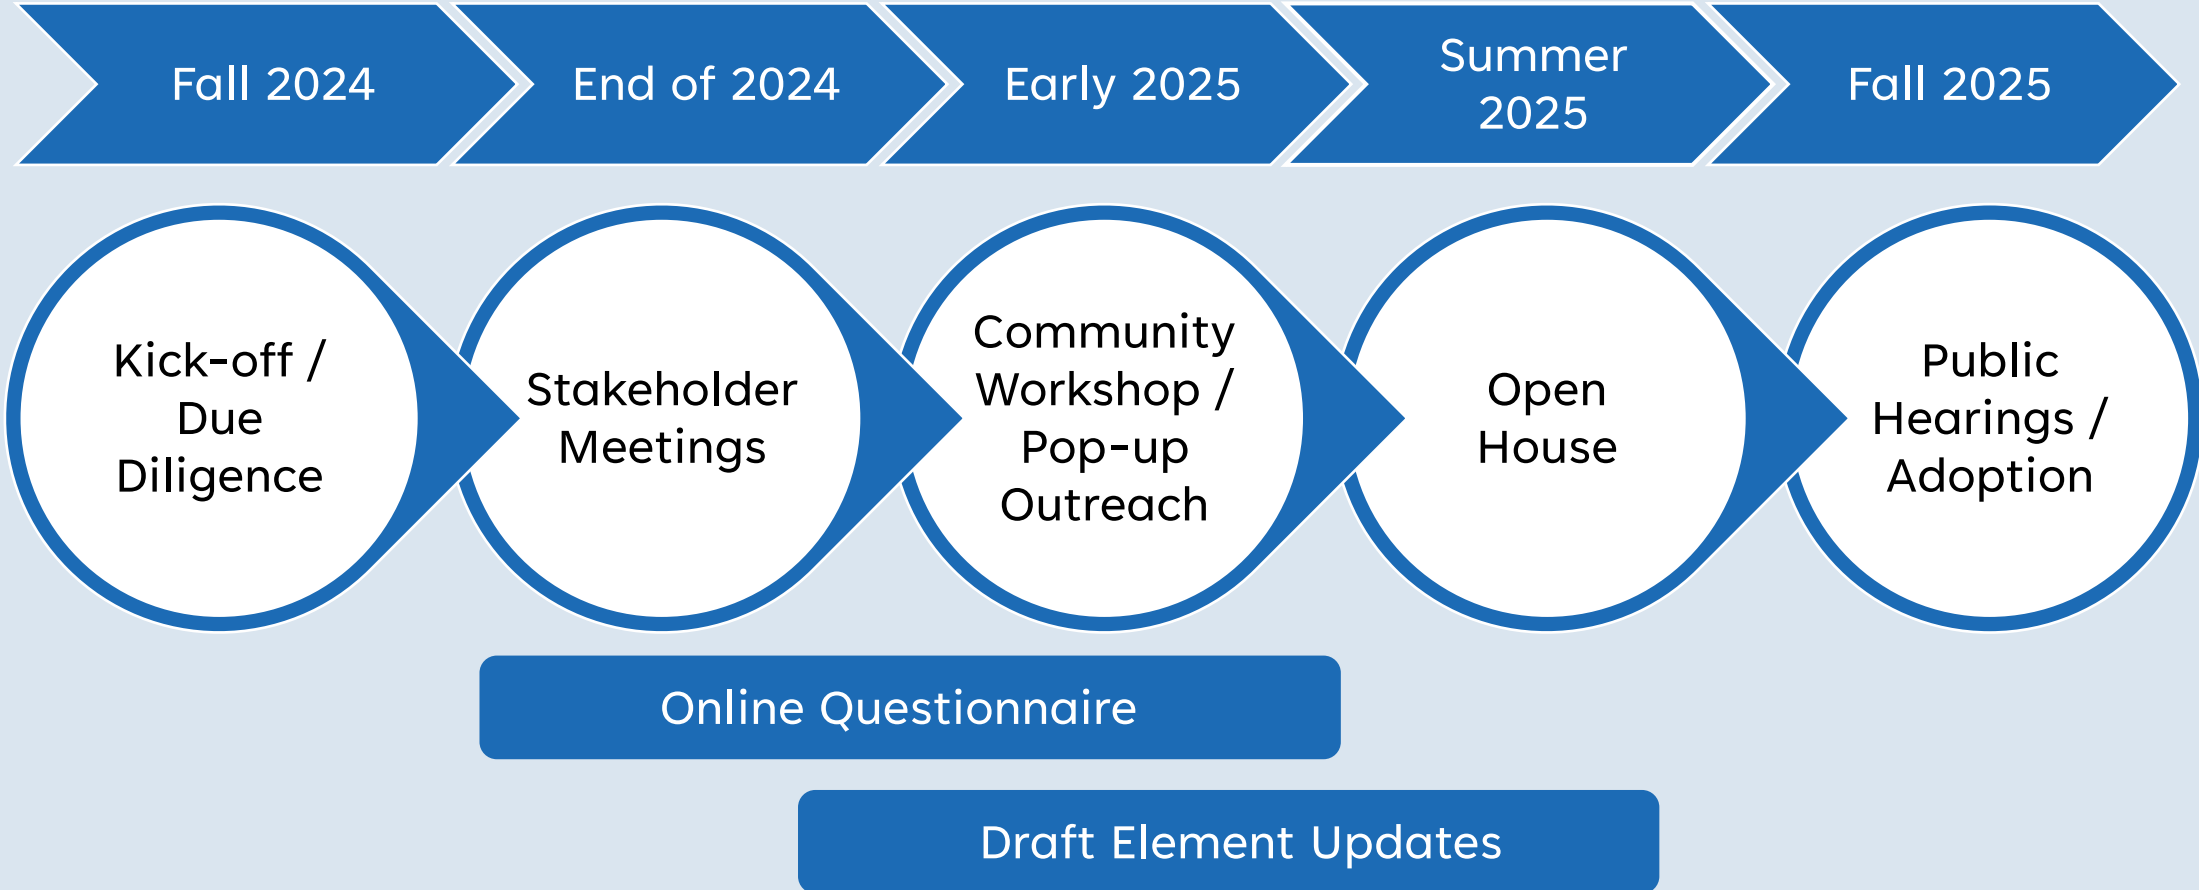 Fall 2024
End of 2024
Early 2025
Summer
2025
Fall 2025
Kick-off /
Due
Diligence
Stakeholder
Meetings
Community
Workshop /
Pop-up
Outreach
Open
House
Public
Hearings /
Adoption
Online Questionnaire
Draft Element Updates